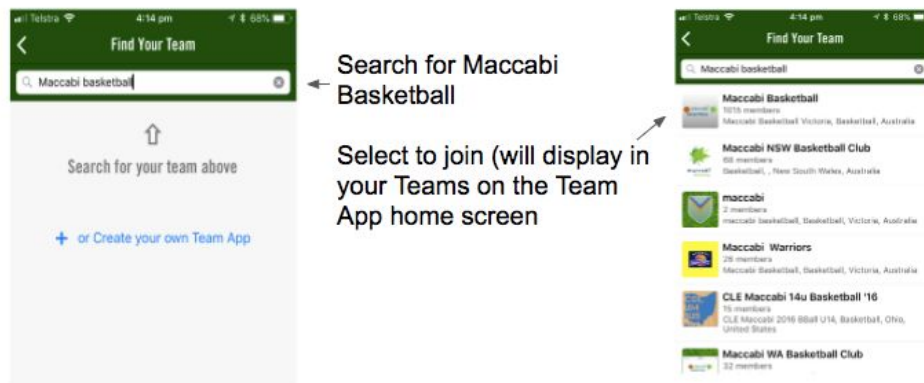 Telstra 4:14 pm 68%
Find Your Team
Maccabi basketball
Search for your team above
+ or Create your own Team App
Search for Maccabi
Basketball
Select to join (will display in
your Teams on the Team
App home screen
Telstra 4:14 pm 68%
Find Your Team
Maccabi basketball
Maccabi Basketball
1015 members
Maccabi Basketball Victoria, Basketball, Australia
Maccabi NSW Basketball Club
68 members
Basketball, , New South Wales, Australia
maccabi
2 members
maccabi basketball, Basketball, Victoria, Australia
Maccabi Warriors
26 members
Maccabi Basketball, Basketball, Victoria, Australia
CLE Maccabi 14u Basketball '16
15 members
CLE Maccabi 2016 BBall U14, Basketball, Ohio,
United States
Maccabi WA Basketball Club
32 members